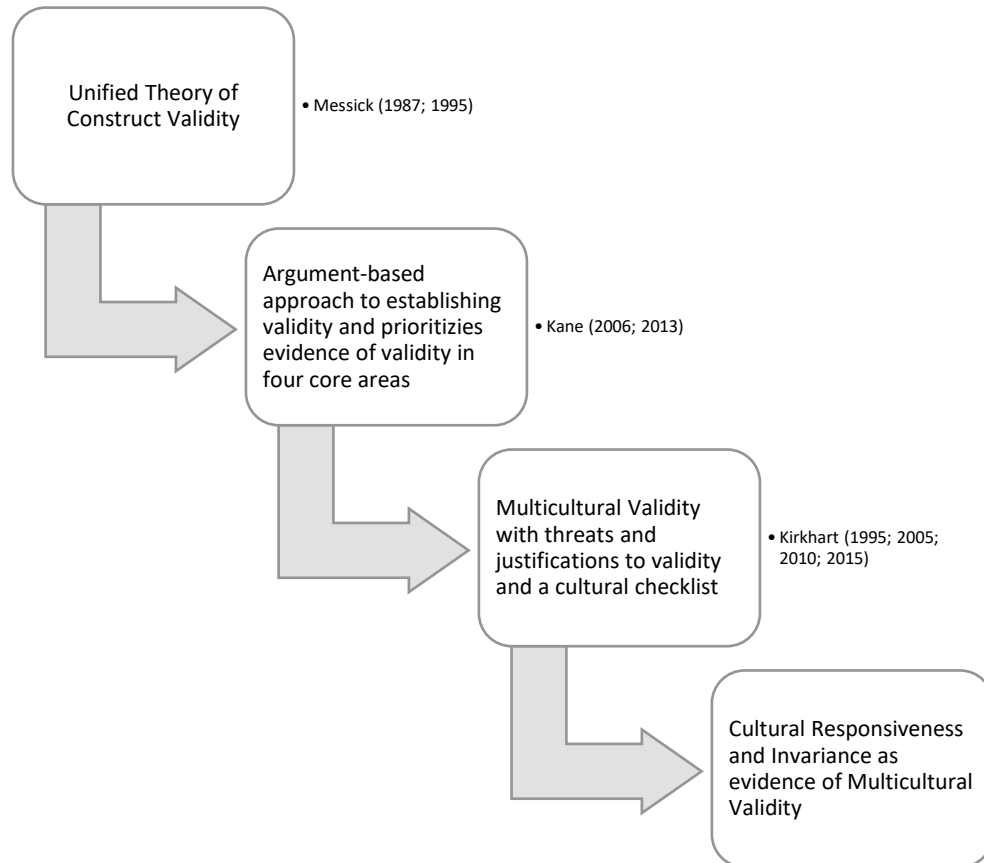 Unified Theory of
Construct Validity
• Messick (1987; 1995)
Argument-based
approach to establishing
validity and prioritizies
evidence of validity in
four core areas
• Kane (2006; 2013)
Multicultural Validity
with threats and
justifications to validity
and a cultural checklist
• Kirkhart (1995; 2005;
2010; 2015)
Cultural Responsiveness
and Invariance as
evidence of Multicultural
Validity